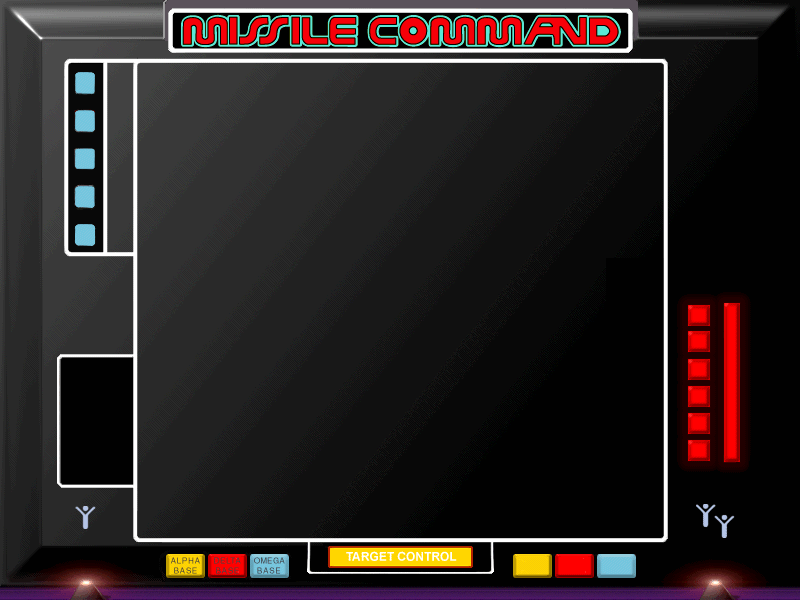 MISSILE COMMAND
ALPHA
BASE
OMEGA
BASE
TARGET CONTROL